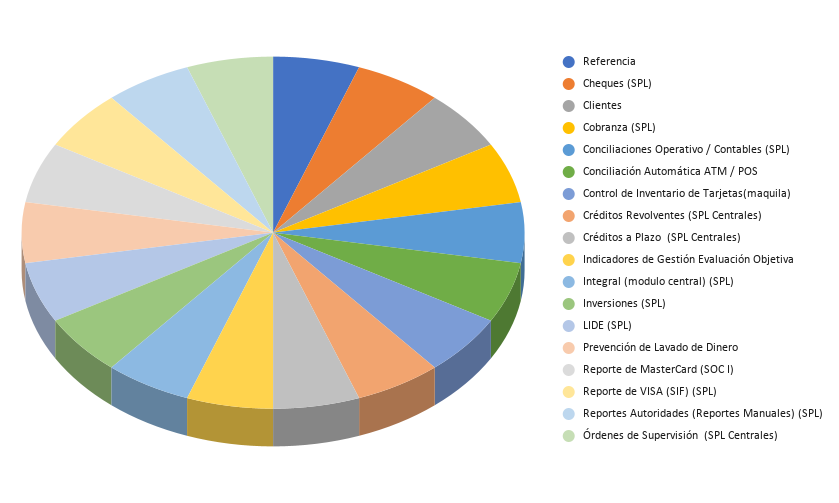 Referencia
Cheques (SPL)
Clientes
Cobranza (SPL)
Conciliaciones Operativo / Contables (SPL)
Conciliación Automática ATM / POS
Control de Inventario de Tarjetas(maquila)
Créditos Revolventes (SPL Centrales)
Créditos a Plazo  (SPL Centrales)
Indicadores de Gestión Evaluación Objetiva
Integral (modulo central) (SPL)
Inversiones (SPL)
LIDE (SPL)
Prevención de Lavado de Dinero
Reporte de MasterCard (SOC I)
Reporte de VISA (SIF) (SPL)
Reportes Autoridades (Reportes Manuales) (SPL)
Órdenes de Supervisión  (SPL Centrales)